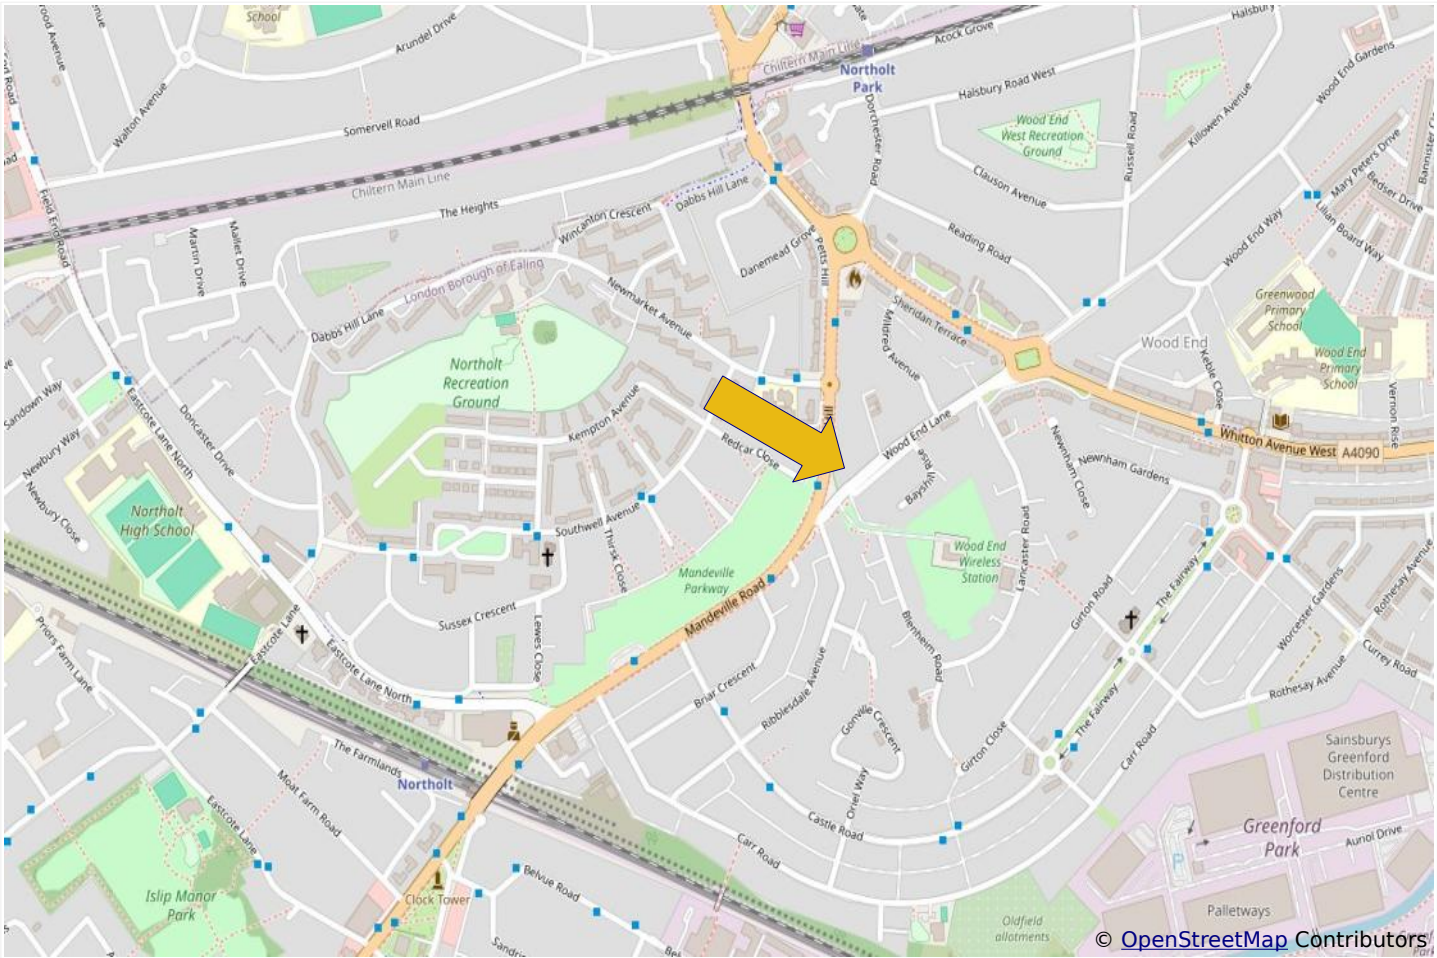 School
Arundel Drive
Walton Avenue
Somervell Road
Chiltern Main Line
Chiltern Main Line
Northolt
Park
Acock Grove
Halsbury Road West
Dorchester Road
Wood End
West Recreation
Ground
Clauson Avenue
Russell Road
Killowen Avenue
Wood End Gardens
Mary Peters Drive
Bedser Drive
Lilian Board Way
Wood End Way
Field End Road
The Heights
Martin Drive
Mallet Drive
Wincanton Crescent
Dabbs Hill Lane
London Borough of Ealing
Dabbs Hill Lane
Newmarket Avenue
Danemead Grove
Petts Hill
Reading Road
Sheridan Terrace
Mildred Avenue
Greenwood
Primary
School
Wood End
Wood End
Primary
School
Keble Close
Vernon Rise
Northolt
Recreation
Ground
Kempton Avenue
Redcar Close
Wood End Lane
Whitton Avenue West
A4090
Sandown Way
Newbury Way
Newbury Close
Eastcote Lane North
Doncaster Drive
Northolt
High School
Southwell Avenue
Thirsk Close
Bayshill Rise
Newnham Close
Newnham Gardens
Lancaster Road
Wood End
Wireless
Station
Mandeville
Parkway
Mandeville Road
Sussex Crescent
Lewes Close
Eastcote Lane
Eastcote Lane North
Priors Farm Lane
Blenheim Road
Girton Road
The Fairway
Worcester Gardens
Rothesay Avenue
Currey Road
Rothesay Avenue
Briar Crescent
Ribblesdale Avenue
Gonville Crescent
Girton Close
The Fairway
Carr Road
Sainsburys
Greenford
Distribution
Centre
The Farmlands
Northolt
Moat Farm Road
Eastcote Lane
Oriel Way
Castle Road
Carr Road
Greenford
Park
Auriol Drive
P
Islip Manor
Park
Clock Tower
Belvue Road
Oldfield
allotments
Palletways
© OpenStreetMap Contributors